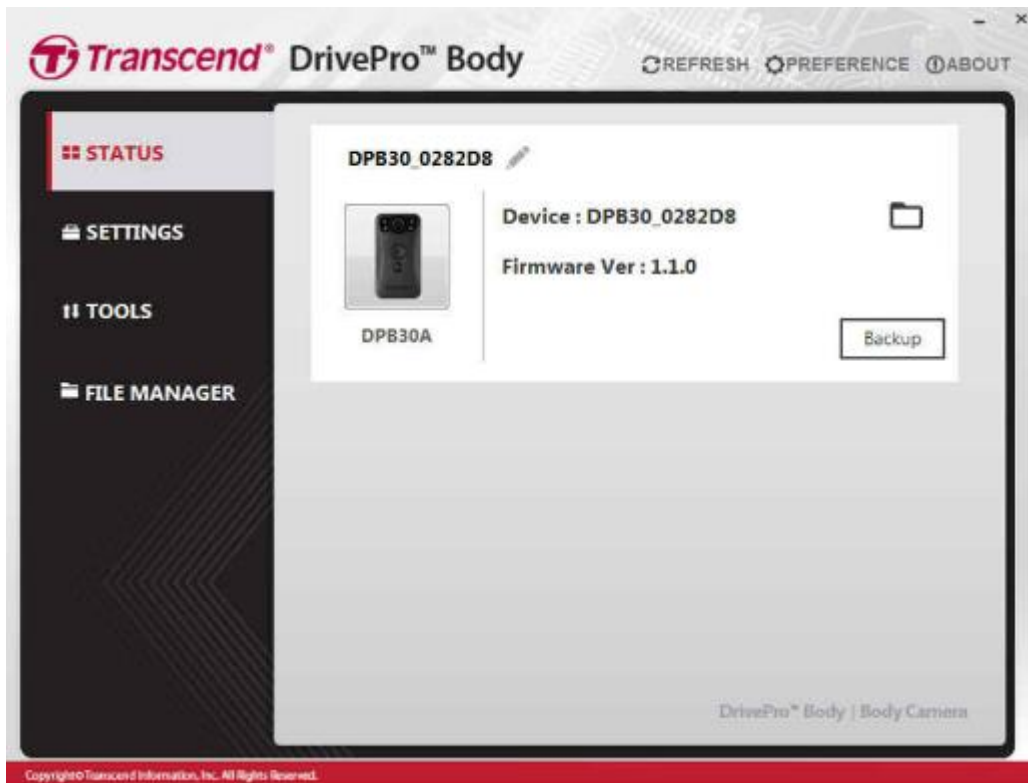 Transcend® DrivePro™ Body
REFRESH PREFERENCE ABOUT
STATUS
SETTINGS
TOOLS
FILE MANAGER
DPB30_0282D8
DPB30A
Device : DPB30_0282D8
Firmware Ver : 1.1.0
Backup
DrivePro™ Body | Body Camera
Copyright© Transcend Information, Inc. All Rights Reserved.